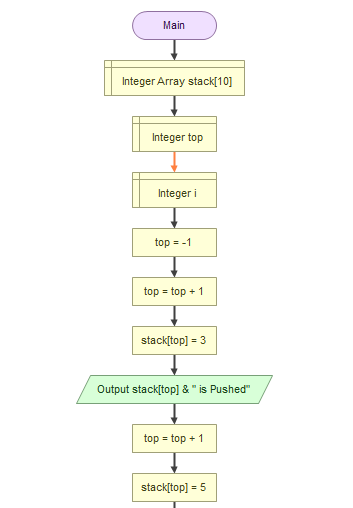 Main
Integer Array stack[10]
Integer top
Integer i
top = -1
top = top + 1
stack[top] = 3
Output stack[top] & " is Pushed"
top = top + 1
stack[top] = 5